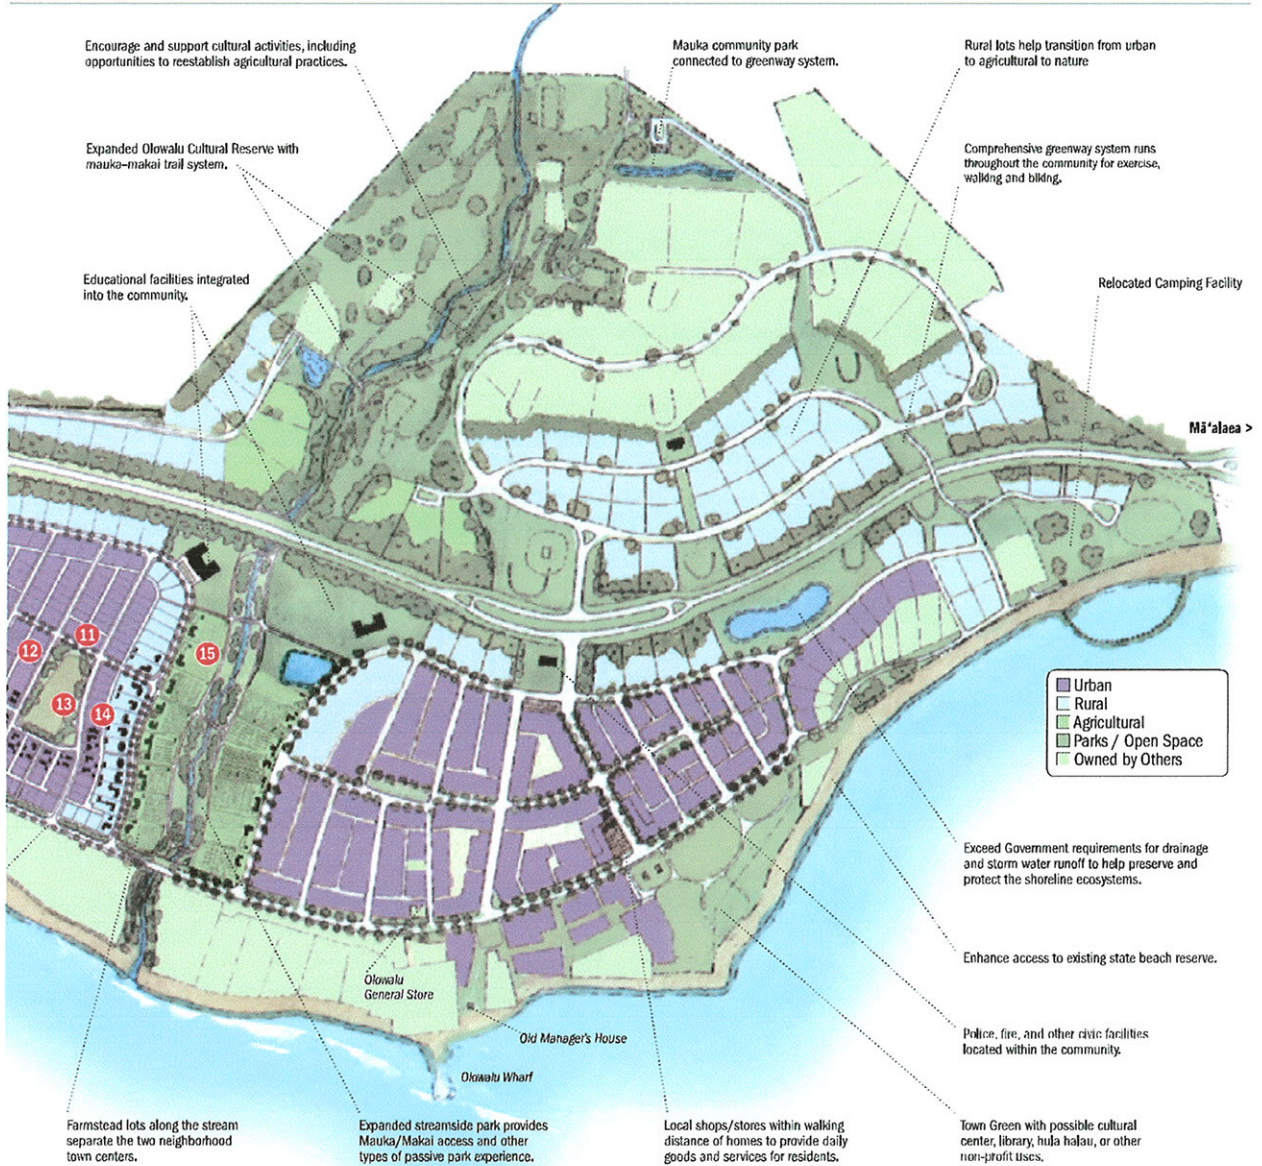 Encourage and support cultural activities, including
opportunities to reestablish agricultural practices.
Mauka community park
connected to greenway system.
Rural lots help transition from urban
to agricultural to nature
Expanded Olowalu Cultural Reserve with
mauka–makai trail system.
Comprehensive greenway system runs
throughout the community for exercise,
walking and biking.
Educational facilities integrated
into the community.
Relocated Camping Facility
Māʻalaea >
11
12
15
13
14
Urban
Rural
Agricultural
Parks / Open Space
Owned by Others
Exceed Government requirements for drainage
and storm water runoff to help preserve and
protect the shoreline ecosystems.
Enhance access to existing state beach reserve.
Olowalu
General Store
Old Manager's House
Police, fire, and other civic facilities
located within the community.
Olowalu Wharf
Farmstead lots along the stream
separate the two neighborhood
town centers.
Expanded streamside park provides
Mauka/Makai access and other
types of passive park experience.
Local shops/stores within walking
distance of homes to provide daily
goods and services for residents.
Town Green with possible cultural
center, library, hula halau, or other
non-profit uses.